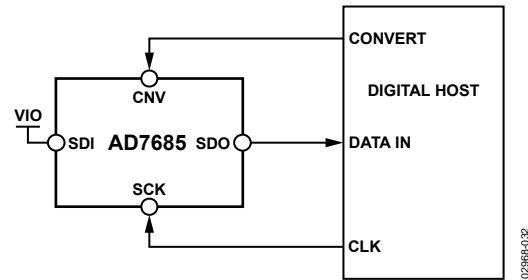 CONVERT
CNV
DIGITAL HOST
VIO
SDI AD7685 SDO
DATA IN
SCK
CLK
02968-032